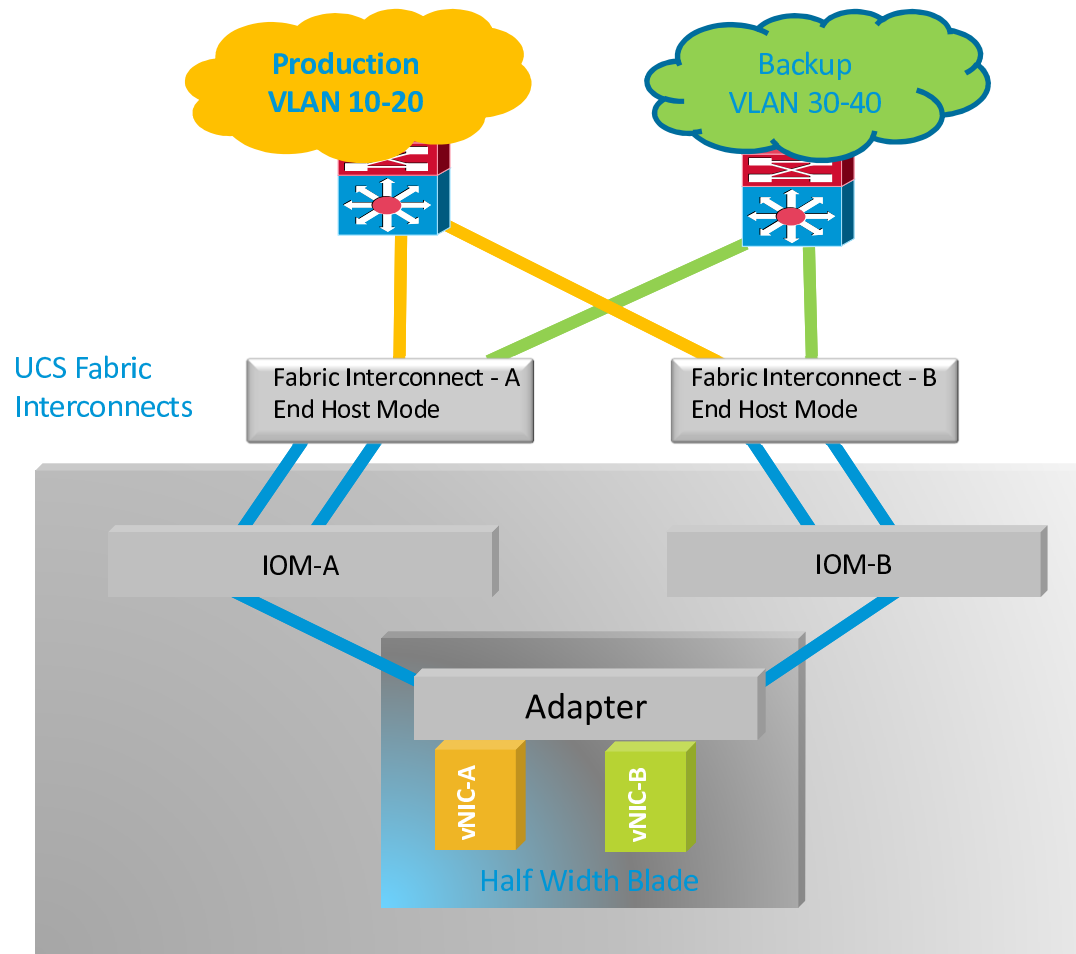 Production
VLAN 10-20
Backup
VLAN 30-40
UCS Fabric
Interconnects
Fabric Interconnect - A
End Host Mode
Fabric Interconnect - B
End Host Mode
IOM-A
IOM-B
Adapter
vNIC-A
vNIC-B
Half Width Blade